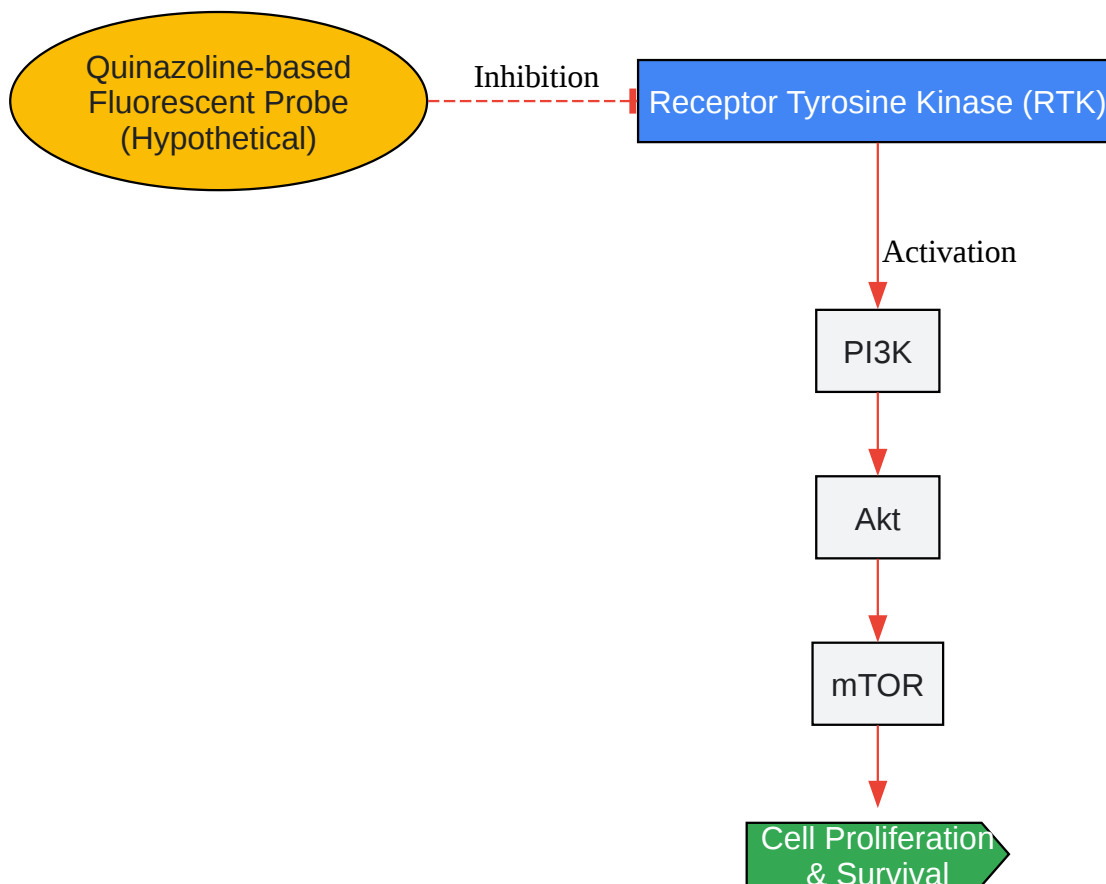 Quinazoline-based
Fluorescent Probe
(Hypothetical)
Inhibition
Receptor Tyrosine Kinase (RTK)
Activation
PI3K
Akt
mTOR
Cell Proliferation
& Survival